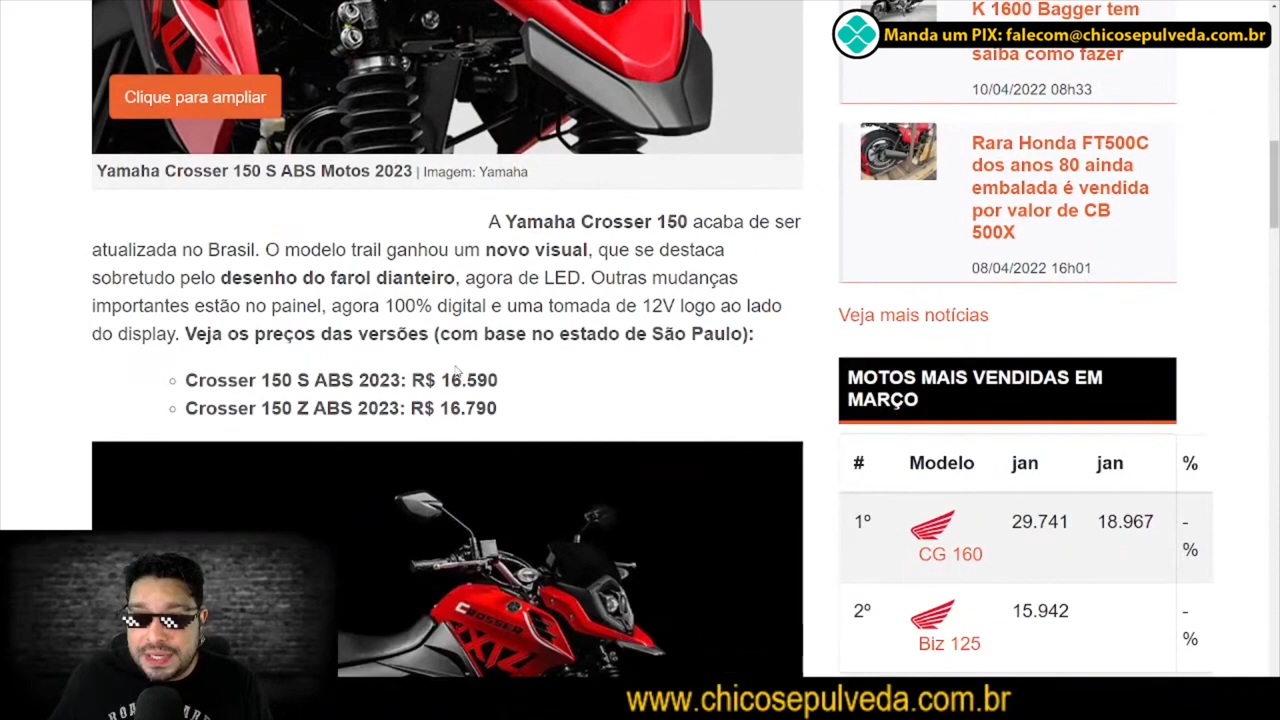 Clique para ampliar
Yamaha Crosser 150 S ABS Motos 2023 | Imagem: Yamaha
A Yamaha Crosser 150 acaba de ser
atualizada no Brasil. O modelo trail ganhou um novo visual, que se destaca
sobretudo pelo desenho do farol dianteiro, agora de LED. Outras mudanças
importantes estão no painel, agora 100% digital e uma tomada de 12V logo ao lado
do display. Veja os preços das versões (com base no estado de São Paulo):
Crosser 150 S ABS 2023: R$ 16.590
Crosser 150 Z ABS 2023: R$ 16.790
CROSSER
K 1600 Bagger tem
Manda um PIX: falecom@chicosepulveda.com.br
saiba como fazer
10/04/2022 08h33
Rara Honda FT500C
dos anos 80 ainda
embalada é vendida
por valor de CB
500X
08/04/2022 16h01
Veja mais notícias
MOTOS MAIS VENDIDAS EM
MARÇO
# Modelo jan jan %
1º CG 160 29.741 18.967 - %
2º Biz 125 15.942 - %
www.chicosepulveda.com.br